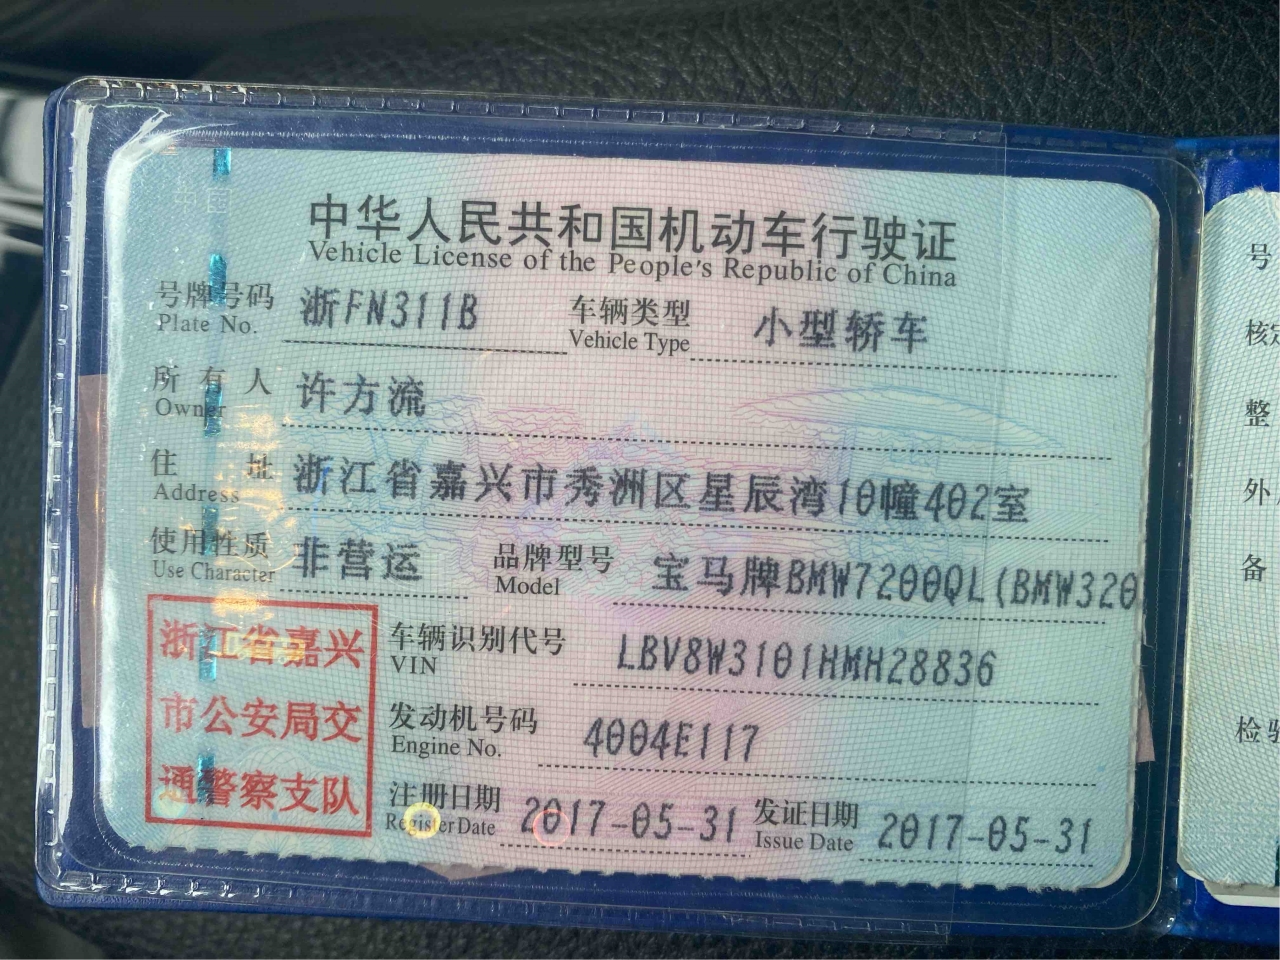 中华人民共和国机动车行驶证
Vehicle License of the People's Republic of China
号牌号码 浙FN311B 车辆类型 小型轿车
Plate No. Vehicle Type
所有人 许方流
Owner
住址 浙江省嘉兴市秀洲区星辰湾10幢402室
Address
使用性质 非营运 品牌型号 宝马牌BMW7200QL(BMW320
Use Character Model
浙江省嘉兴
市公安局交
通警察支队
车辆识别代号 LBV8W3101HMH28836
VIN
发动机号码 4004E117
Engine No.
注册日期 2017-05-31 发证日期 2017-05-31
Register Date Issue Date
号
核定
整
外
备
检验